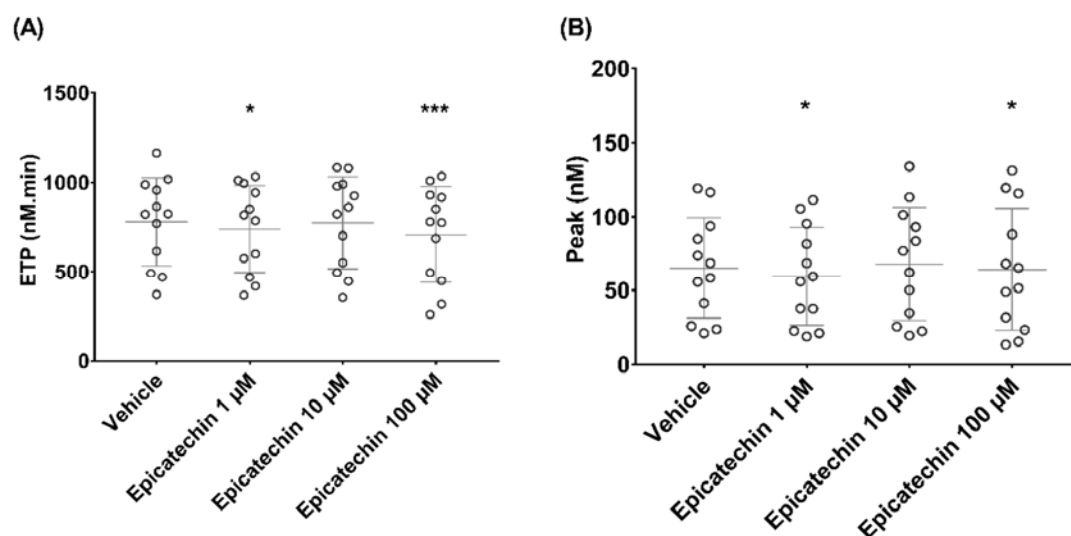 (A)
ETP (nM.min)
1500
1000
500
0
* ***
Vehicle
Epicatechin 1 µM
Epicatechin 10 µM
Epicatechin 100 µM
(B)
Peak (nM)
200
150
100
50
0
* *
Vehicle
Epicatechin 1 µM
Epicatechin 10 µM
Epicatechin 100 µM